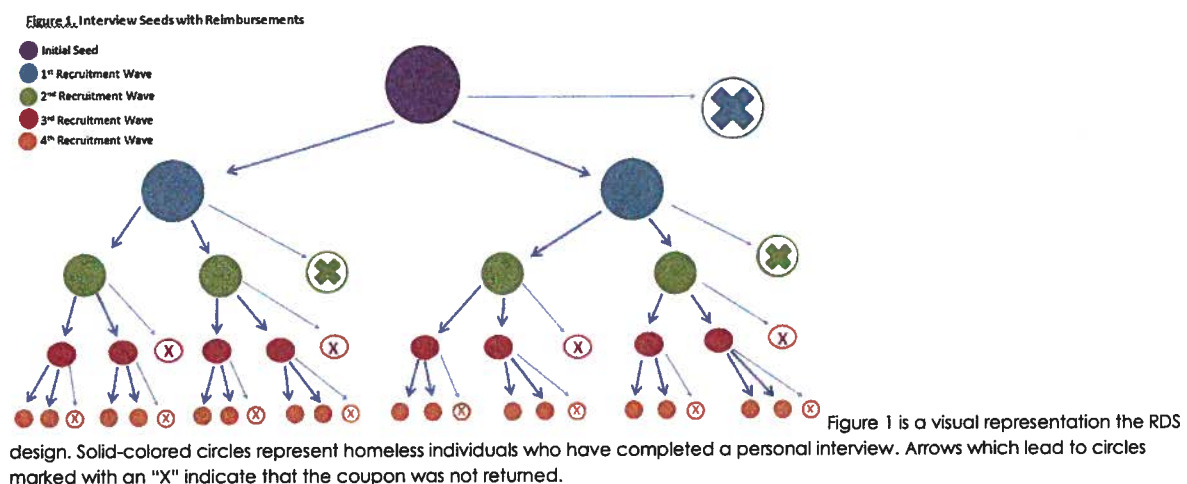 Figure 1. Interview Seeds with Reimbursements
Initial Seed
1st Recruitment Wave
2nd Recruitment Wave
3rd Recruitment Wave
4th Recruitment Wave
X X X X
X X X X X X X X
Figure 1 is a visual representation the RDS
design. Solid-colored circles represent homeless individuals who have completed a personal interview. Arrows which lead to circles
marked with an "X" indicate that the coupon was not returned.